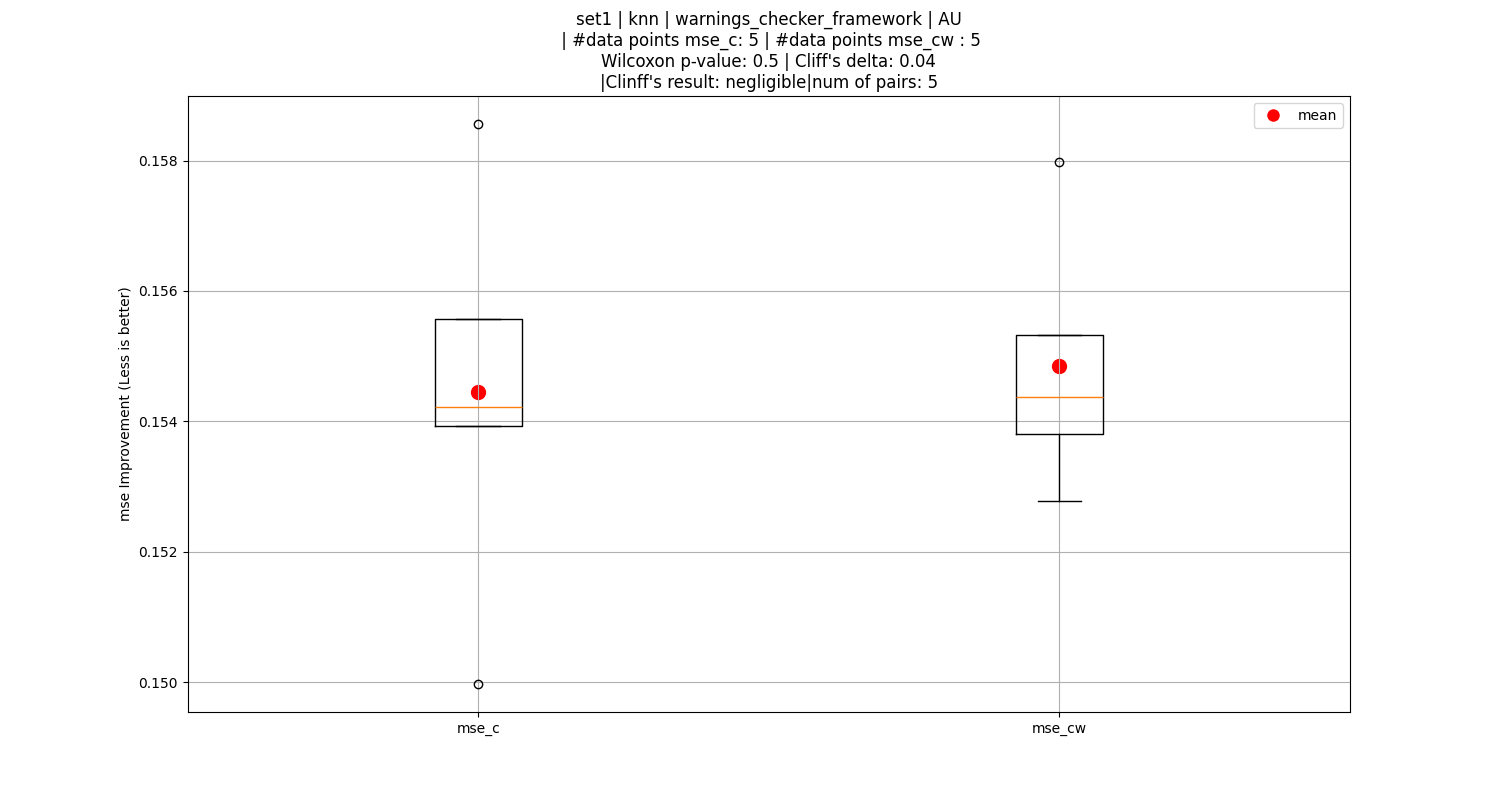 set1 | knn | warnings_checker_framework | AU
| #data points mse_c: 5 | #data points mse_cw : 5
Wilcoxon p-value: 0.5 | Cliff's delta: 0.04
|Clinff's result: negligible|num of pairs: 5
mean
0.158
0.156
0.154
0.152
0.150
mse Improvement (Less is better)
mse_c
mse_cw